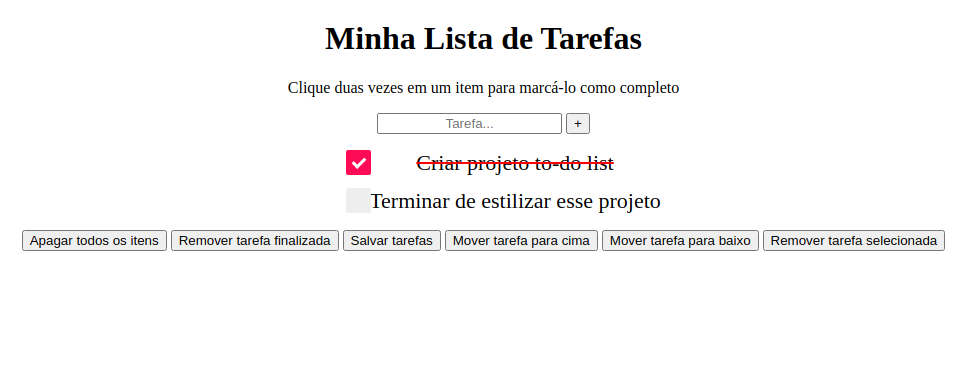 Minha Lista de Tarefas
Clique duas vezes em um item para marcá-lo como completo
Tarefa... +
Criar projeto to-do list
Terminar de estilizar esse projeto
Apagar todos os itens Remover tarefa finalizada Salvar tarefas Mover tarefa para cima Mover tarefa para baixo Remover tarefa selecionada